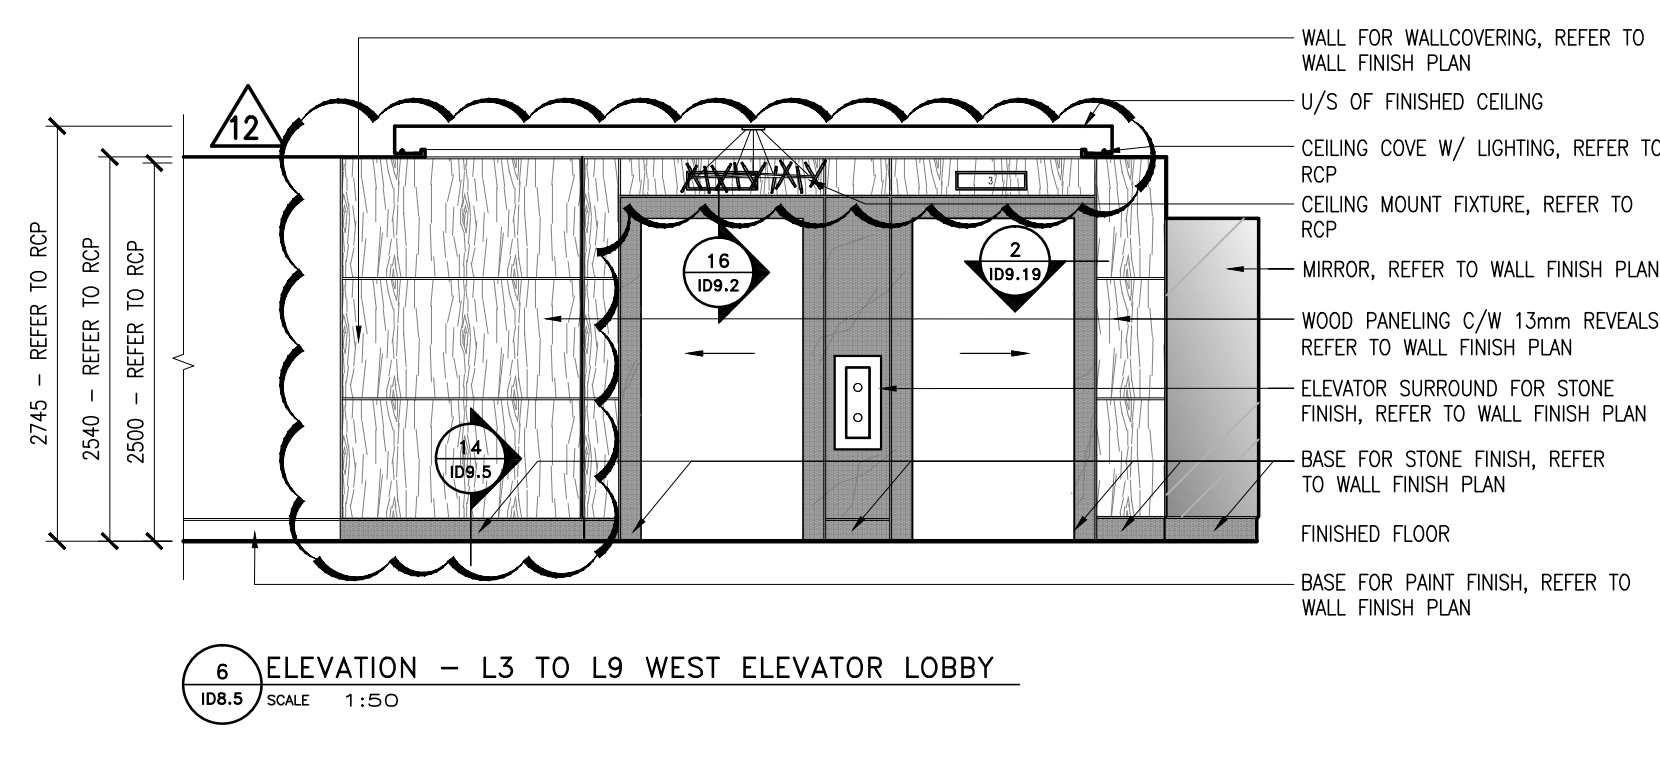 WALL FOR WALLCOVERING, REFER TO
WALL FINISH PLAN
U/S OF FINISHED CEILING
12
CEILING COVE W/ LIGHTING, REFER TO
RCP
CEILING MOUNT FIXTURE, REFER TO
RCP
3
16
ID9.2
2
ID9.19
MIRROR, REFER TO WALL FINISH PLAN
WOOD PANELING C/W 13mm REVEALS
REFER TO WALL FINISH PLAN
2745 - REFER TO RCP
2540 - REFER TO RCP
2500 - REFER TO RCP
ELEVATOR SURROUND FOR STONE
FINISH, REFER TO WALL FINISH PLAN
14
ID9.5
BASE FOR STONE FINISH, REFER
TO WALL FINISH PLAN
FINISHED FLOOR
BASE FOR PAINT FINISH, REFER TO
WALL FINISH PLAN
6
ID8.5
ELEVATION - L3 TO L9 WEST ELEVATOR LOBBY
SCALE 1:50